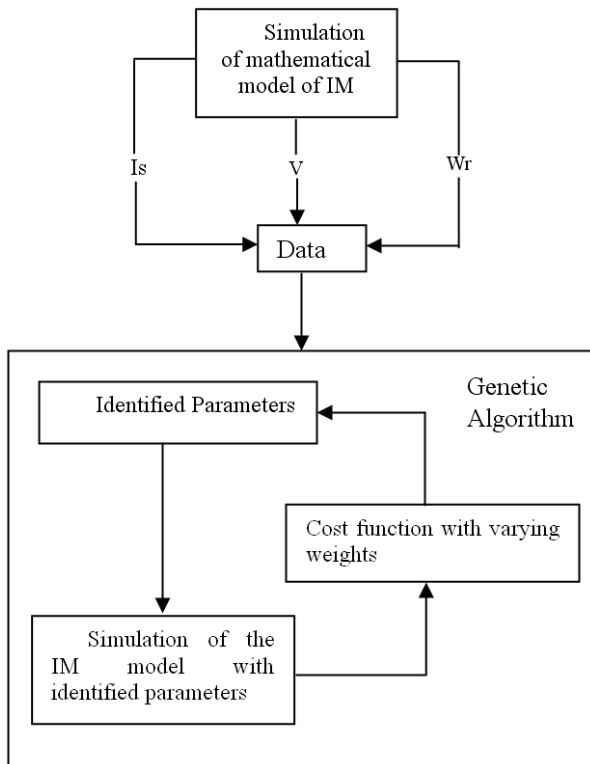 Simulation
of mathematical
model of IM
Is
V
Wr
Data
Genetic
Algorithm
Identified Parameters
Cost function with varying
weights
Simulation of the
IM model with
identified parameters